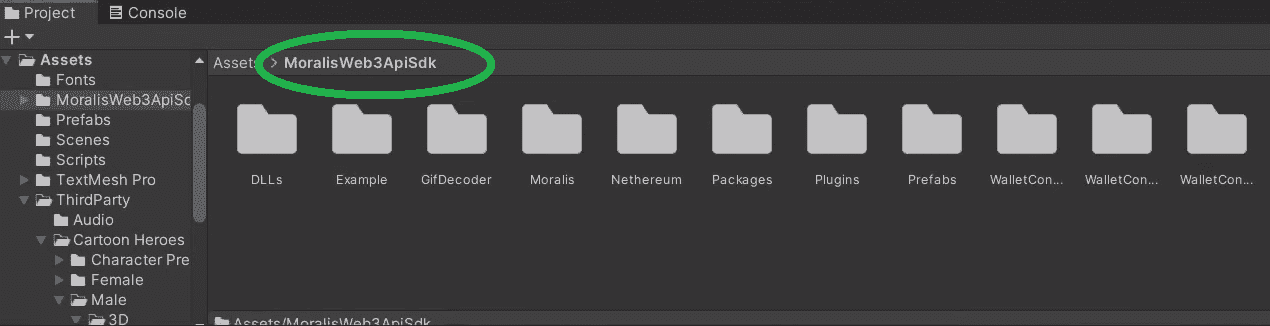 Project Console
Assets > MoralisWeb3ApiSdk
Assets
Fonts
MoralisWeb3ApiSd
Prefabs
Scenes
Scripts
TextMesh Pro
ThirdParty
Audio
Cartoon Heroes
Character Pre
Female
Male
3D
DLLs Example GifDecoder Moralis Nethereum Packages Plugins Prefabs WalletCon... WalletCon... WalletCon...
Assets/MoralisWeb3ApiSdk